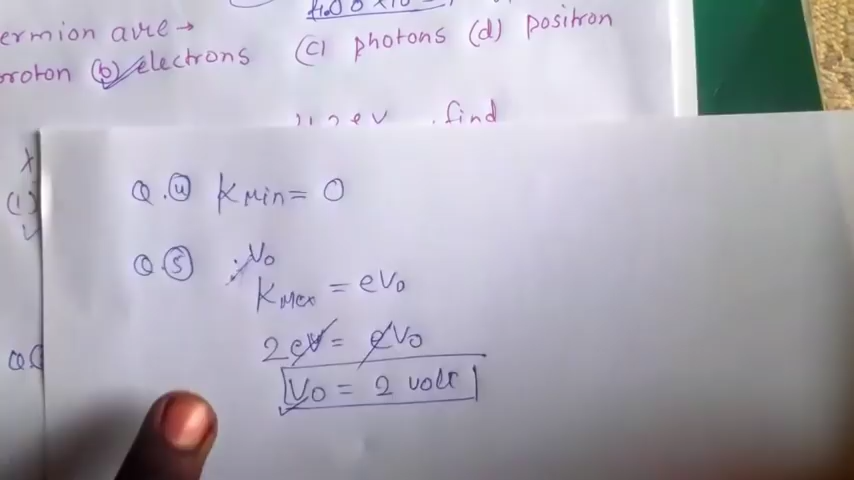 ermion are →
roton (b) electrons
(c) photons (d) positron
find
Q.(4) KMin = 0
Q.(5) V0
KMax = eV0
2eV = eV0
V0 = 2 volt